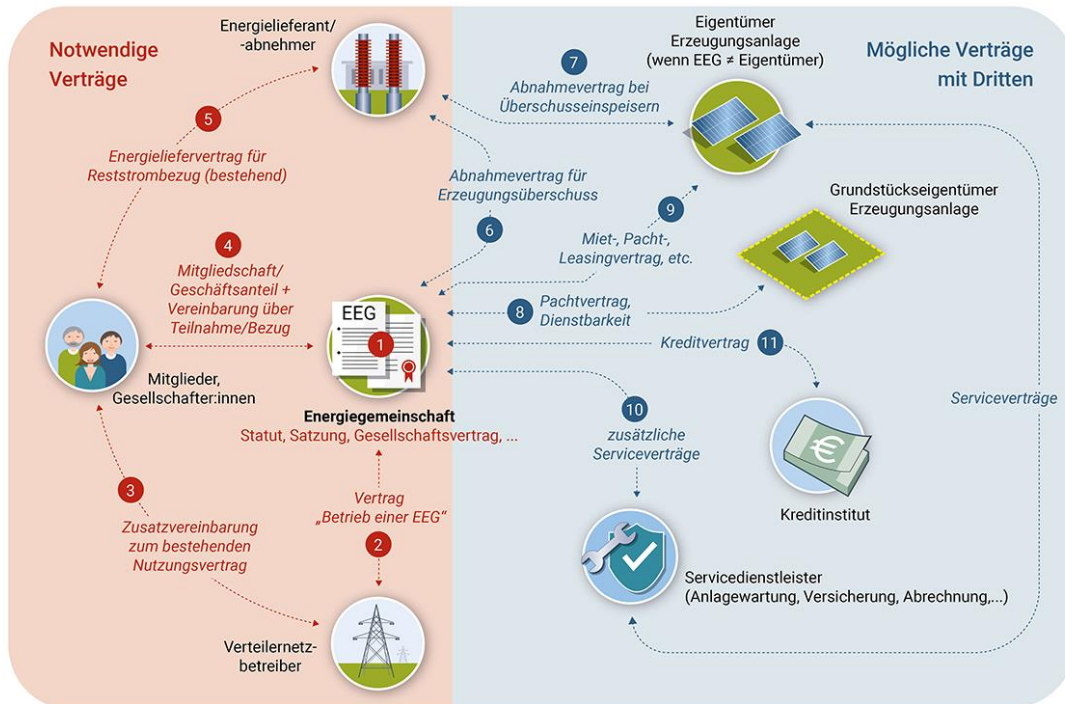 Notwendige
Verträge
Energielieferant/
-abnehmer
Eigentümer
Erzeugungsanlage
(wenn EEG ≠ Eigentümer)
Mögliche Verträge
mit Dritten
7
Abnahmevertrag bei
Überschusseinspeisern
5
Energieliefervertrag für
Reststrombezug (bestehend)
Abnahmevertrag für
Erzeugungsüberschuss
6
9
Miet-, Pacht-,
Leasingvertrag, etc.
Grundstückseigentümer
Erzeugungsanlage
4
Mitgliedschaft/
Geschäftsanteil +
Vereinbarung über
Teilnahme/Bezug
EEG
1
8
Pachtvertrag,
Dienstbarkeit
Kreditvertrag
11
Mitglieder,
Gesellschafter:innen
Energiegemeinschaft
Statut, Satzung, Gesellschaftsvertrag, ...
10
zusätzliche
Serviceverträge
Serviceverträge
€
Kreditinstitut
3
Zusatzvereinbarung
zum bestehenden
Nutzungsvertrag
Vertrag
„Betrieb einer EEG“
2
Servicedienstleister
(Anlagewartung, Versicherung, Abrechnung,...)
Verteilernetz-
betreiber